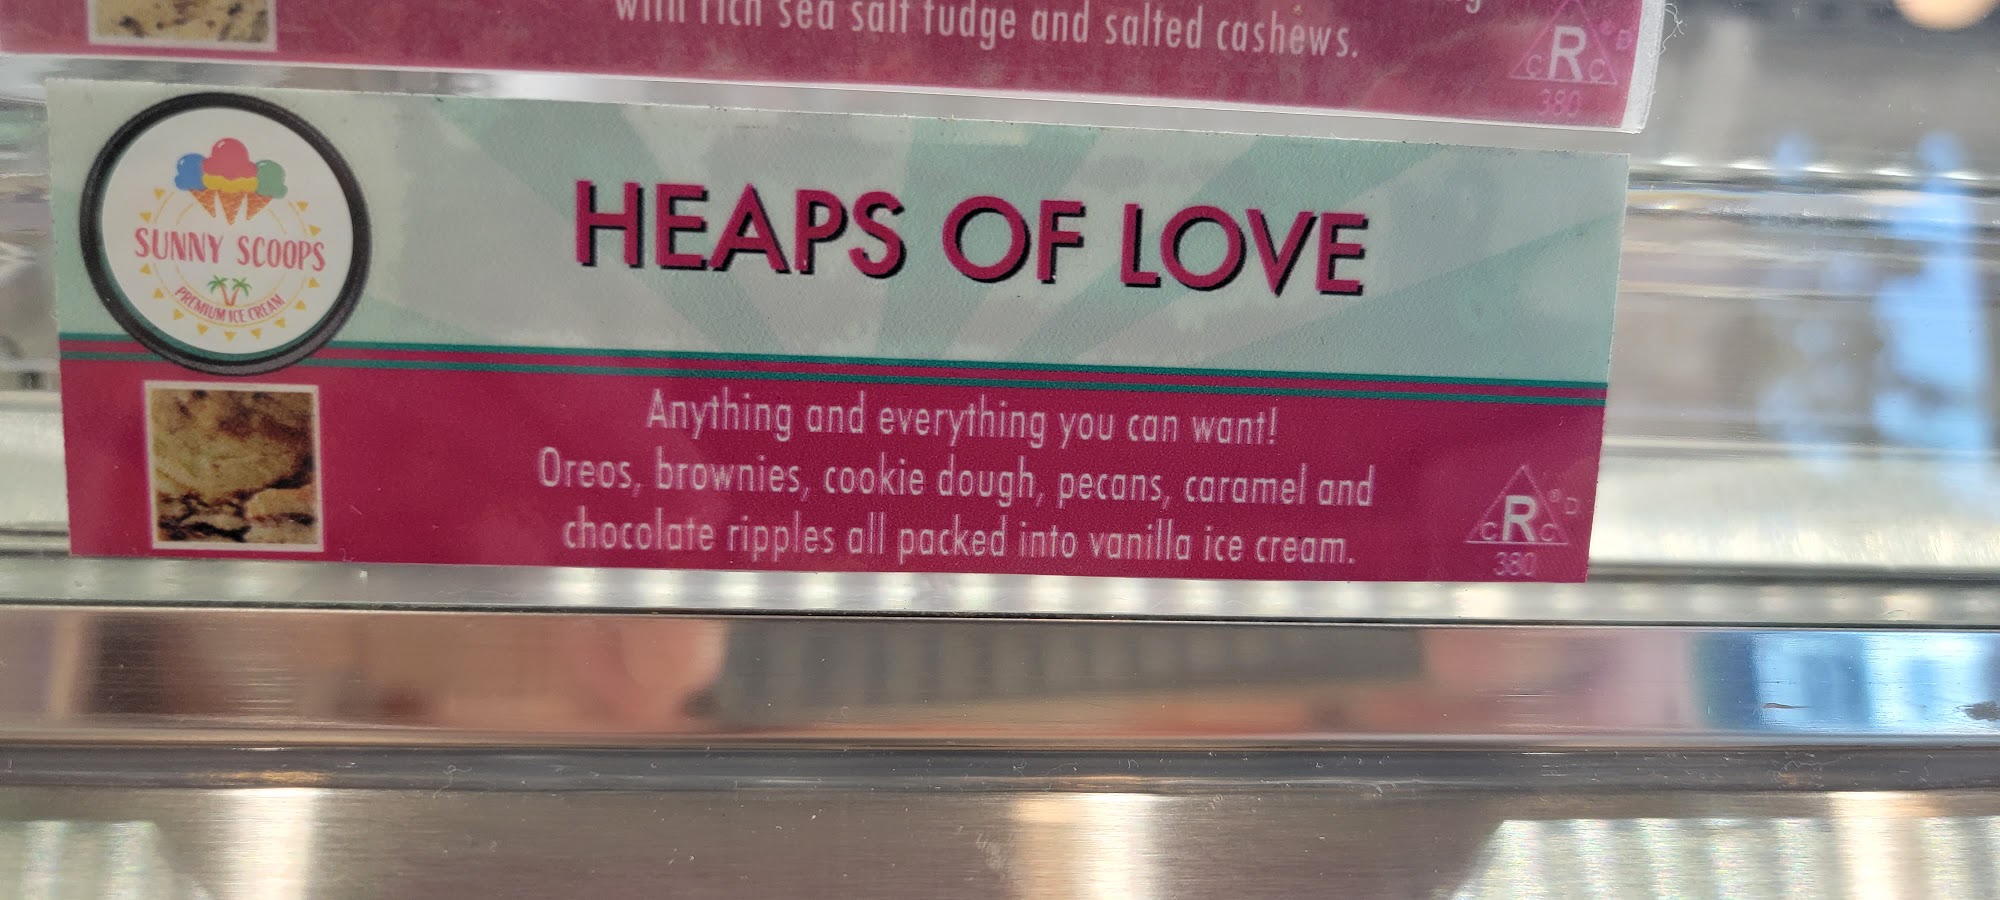 with rich sea salt fudge and salted cashews.
CRC D
380
HEAPS OF LOVE
SUNNY SCOOPS
PREMIUM ICE CREAM
Anything and everything you can want!
Oreos, brownies, cookie dough, pecans, caramel and
chocolate ripples all packed into vanilla ice cream.
CRC ® D
380